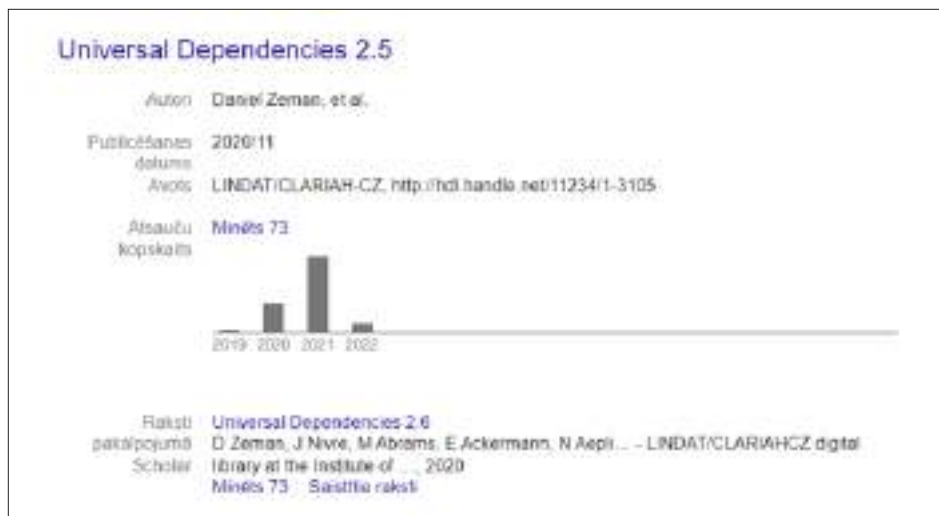 Universal Dependencies 2.5
Autori Daniel Zeman, et al.
Publicēšanas datums 2020/11
Avots LINDAT/CLARIAH-CZ, http://hdl.handle.net/11234/1-3105
Atsauču kopskaits Minēts 73
2019 2020 2021 2022
Raksti Universal Dependencies 2.6
pakalpojumā D Zeman, J Nivre, M Abrams, E Ackermann, N Aepli... - LINDAT/CLARIAHCZ digital
Scholar library at the Institute of …, 2020
Minēts 73 Saistītie raksti